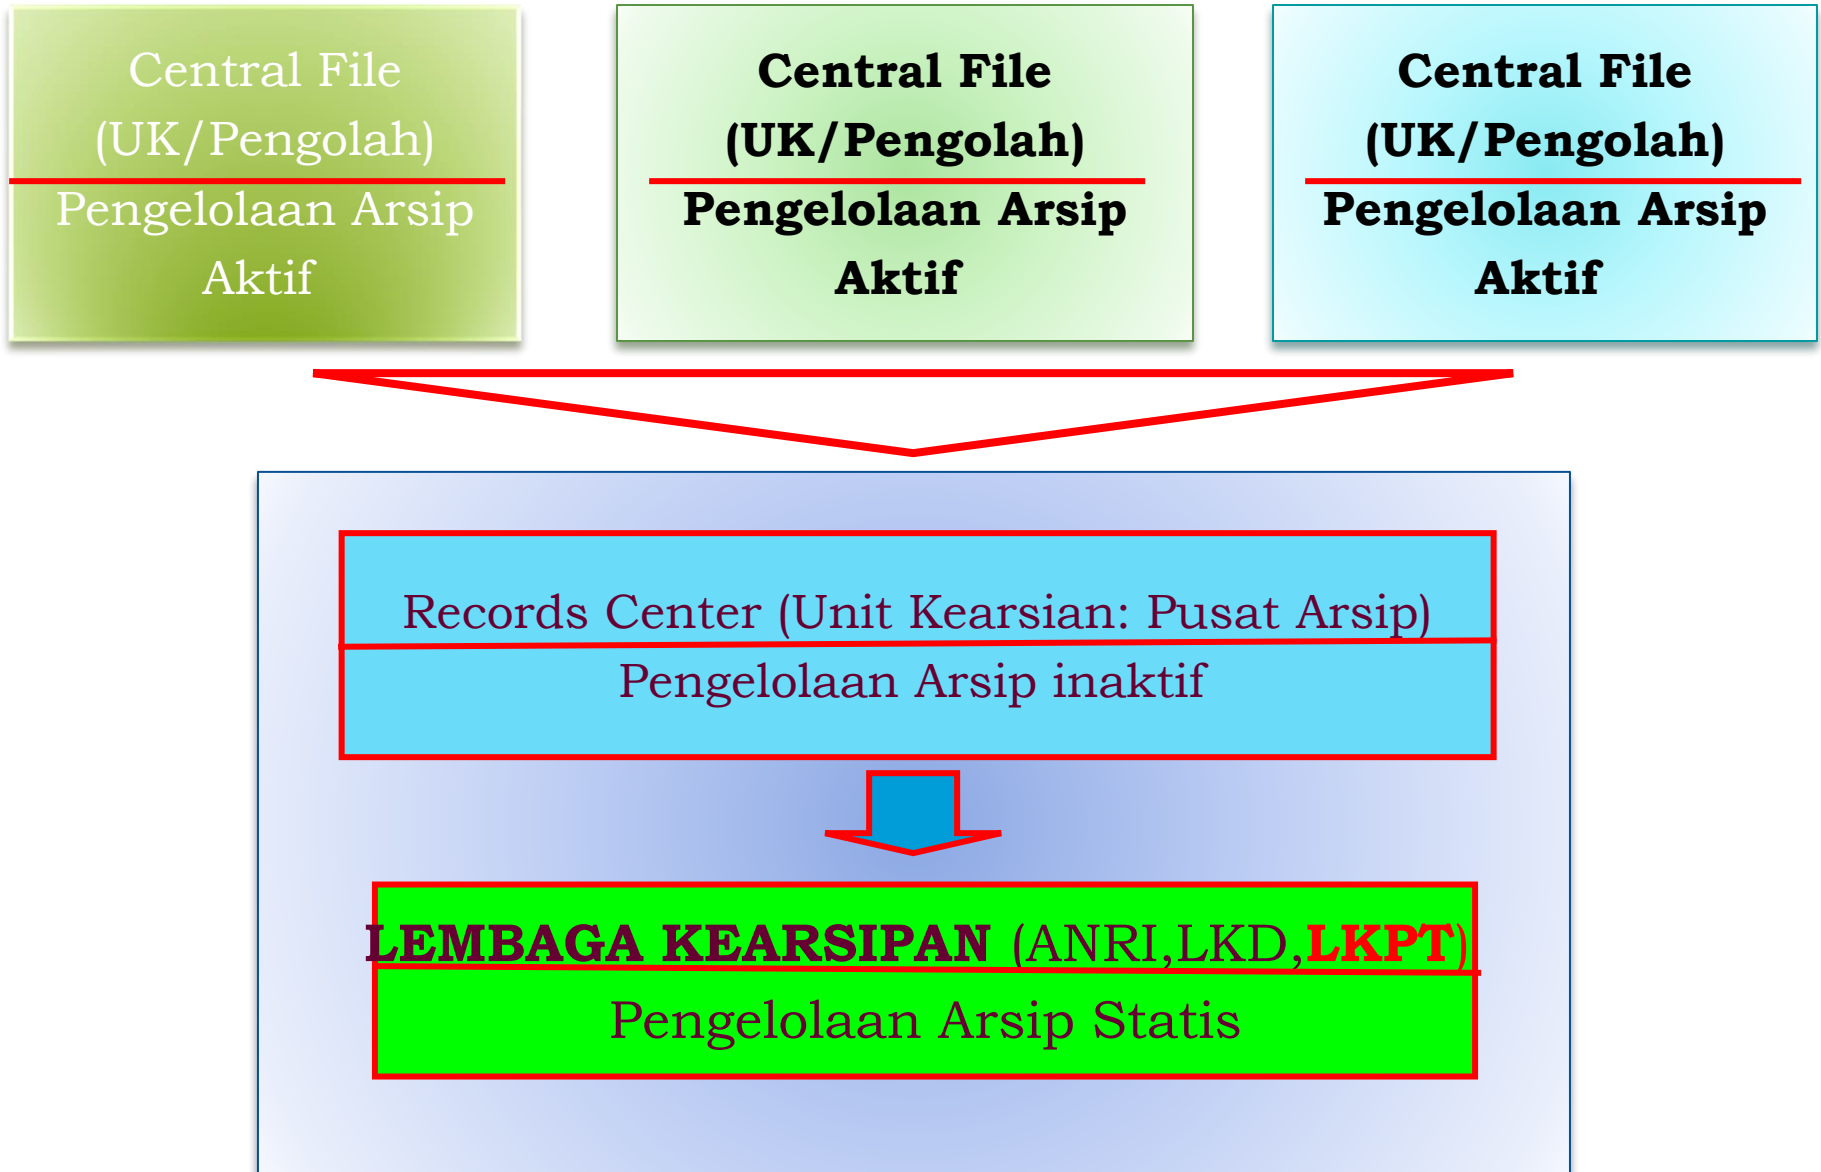 Central File
(UK/Pengolah)
Pengelolaan Arsip
Aktif
Central File
(UK/Pengolah)
Pengelolaan Arsip
Aktif
Central File
(UK/Pengolah)
Pengelolaan Arsip
Aktif
Records Center (Unit Kearsian: Pusat Arsip)
Pengelolaan Arsip inaktif
LEMBAGA KEARSIPAN (ANRI,LKD,LKPT)
Pengelolaan Arsip Statis